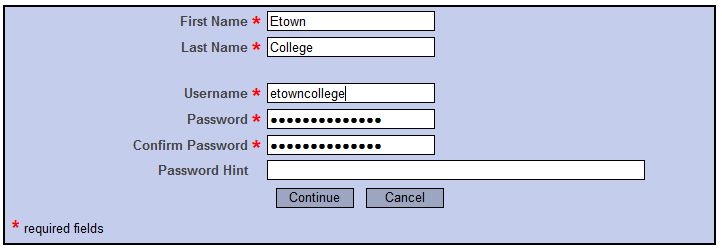 First Name * Etown
Last Name * College
Username * etowncollege
Password * ●●●●●●●●●●●●●●
Confirm Password * ●●●●●●●●●●●●●●
Password Hint
Continue Cancel
* required fields